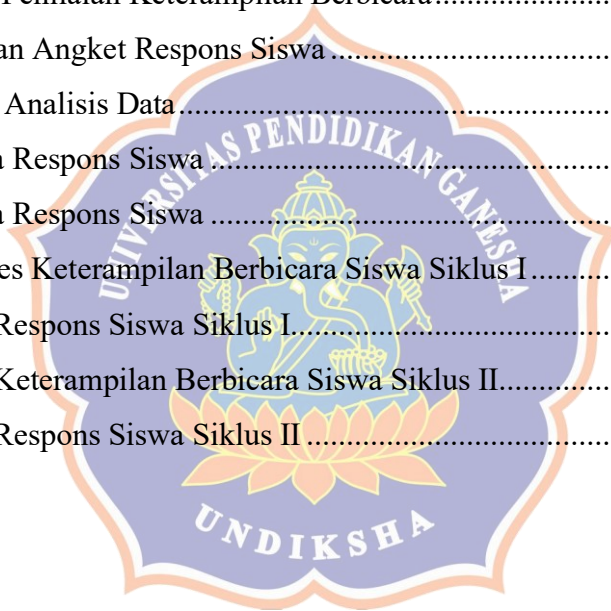 Penilaian Keterampilan Berbicara
an Angket Respons Siswa
Analisis Data
a Respons Siswa
a Respons Siswa
es Keterampilan Berbicara Siswa Siklus I
Respons Siswa Siklus I
Keterampilan Berbicara Siswa Siklus II
Respons Siswa Siklus II
UNIVERSITAS PENDIDIKAN GANESHA
UNDIKSHA